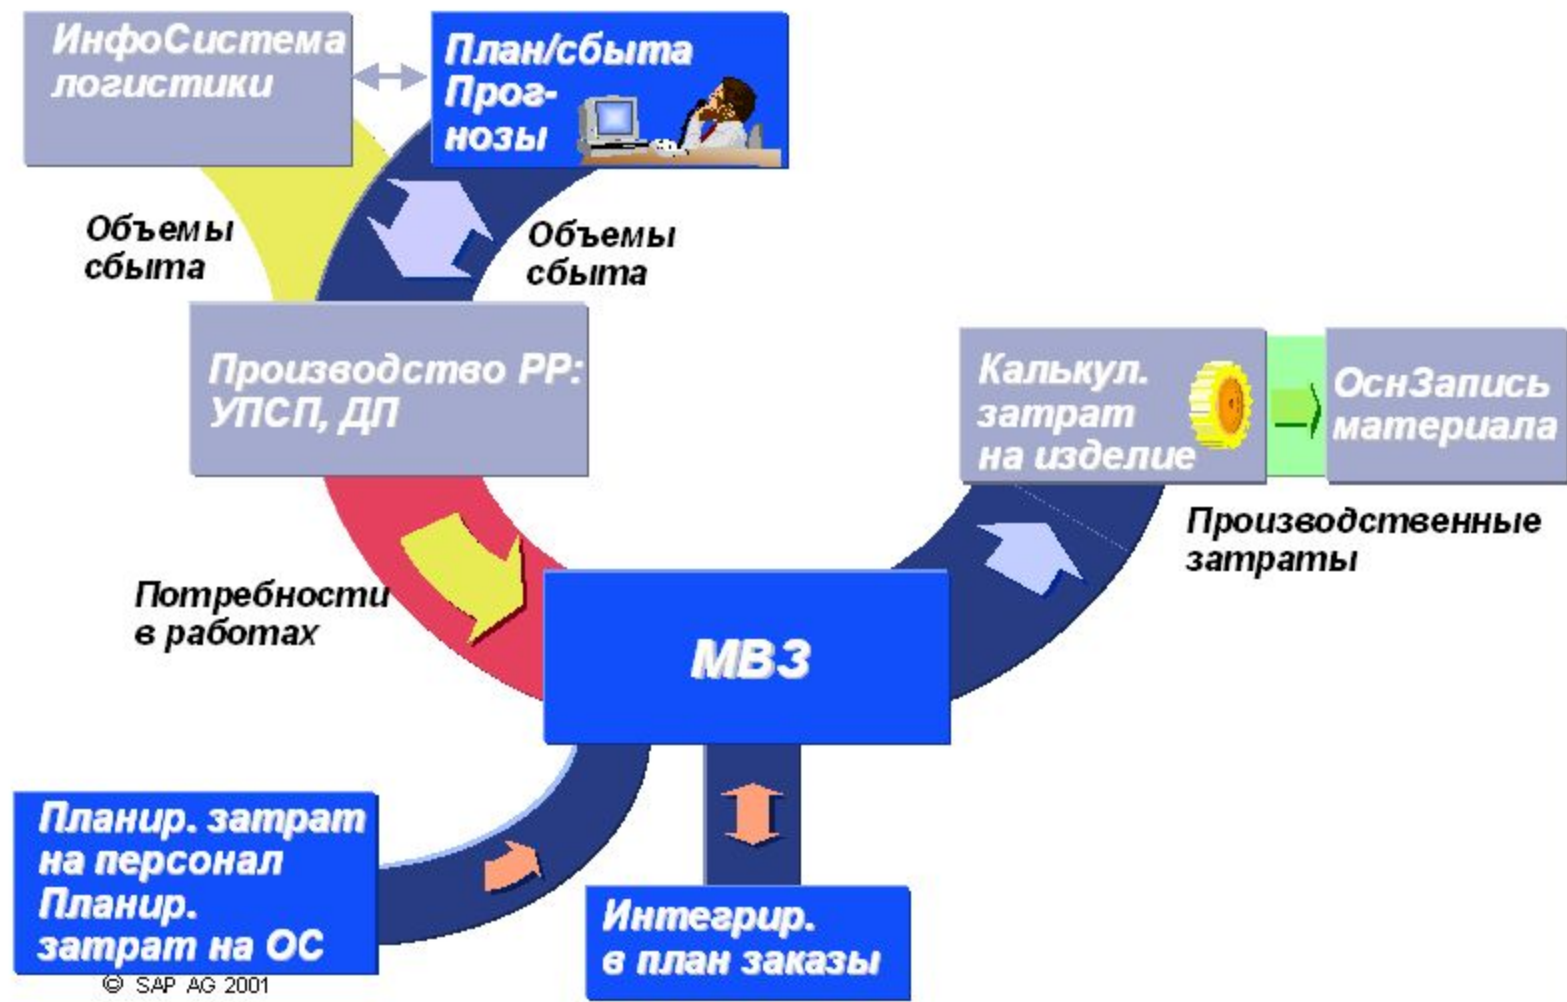 ИнфоСистема
логистики
План/сбыта
Прог-
нозы
Объемы
сбыта
Объемы
сбыта
Производство PP:
УПСП, ДП
Калькул.
затрат
на изделие
ОснЗапись
материала
Производственные
затраты
Потребности
в работах
МВЗ
Планир. затрат
на персонал
Планир.
затрат на ОС
Интегрир.
в план заказы
© SAP AG 2001